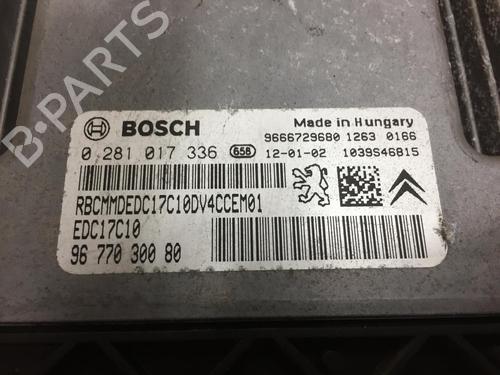 BOSCH
Made in Hungary
9666729680 1263 0166
0 281 017 336 658 12-01-02 1039S46815
RBCMMDEDC17C10DV4CCEM01
EDC17C10
96 770 300 80
B-PARTS